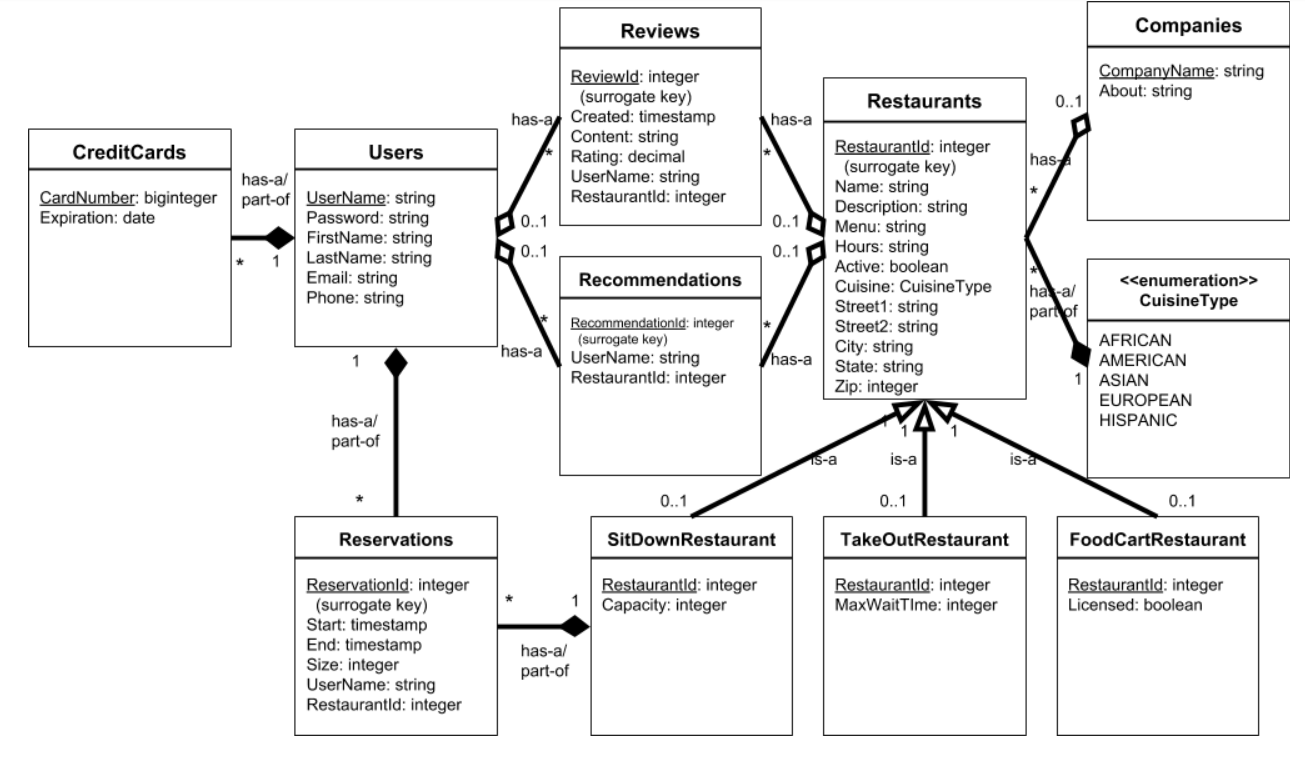 CreditCards
CardNumber: biginteger
Expiration: date
has-a/
part-of
*
1
Users
UserName: string
Password: string
FirstName: string
LastName: string
Email: string
Phone: string
has-a
*
0..1
0..1
*
has-a
Reviews
ReviewId: integer
(surrogate key)
Created: timestamp
Content: string
Rating: decimal
UserName: string
RestaurantId: integer
Recommendations
RecommendationId: integer
(surrogate key)
UserName: string
RestaurantId: integer
has-a
*
0..1
0..1
*
has-a
Restaurants
RestaurantId: integer
(surrogate key)
Name: string
Description: string
Menu: string
Hours: string
Active: boolean
Cuisine: CuisineType
Street1: string
Street2: string
City: string
State: string
Zip: integer
0..1
has-a
*
*
has-a/
part-of
1
Companies
CompanyName: string
About: string
<<enumeration>>
CuisineType
AFRICAN
AMERICAN
ASIAN
EUROPEAN
HISPANIC
1
has-a/
part-of
*
1
1
1
is-a
is-a
is-a
0..1
0..1
0..1
Reservations
ReservationId: integer
(surrogate key)
Start: timestamp
End: timestamp
Size: integer
UserName: string
RestaurantId: integer
*
1
has-a/
part-of
SitDownRestaurant
RestaurantId: integer
Capacity: integer
TakeOutRestaurant
RestaurantId: integer
MaxWaitTIme: integer
FoodCartRestaurant
RestaurantId: integer
Licensed: boolean